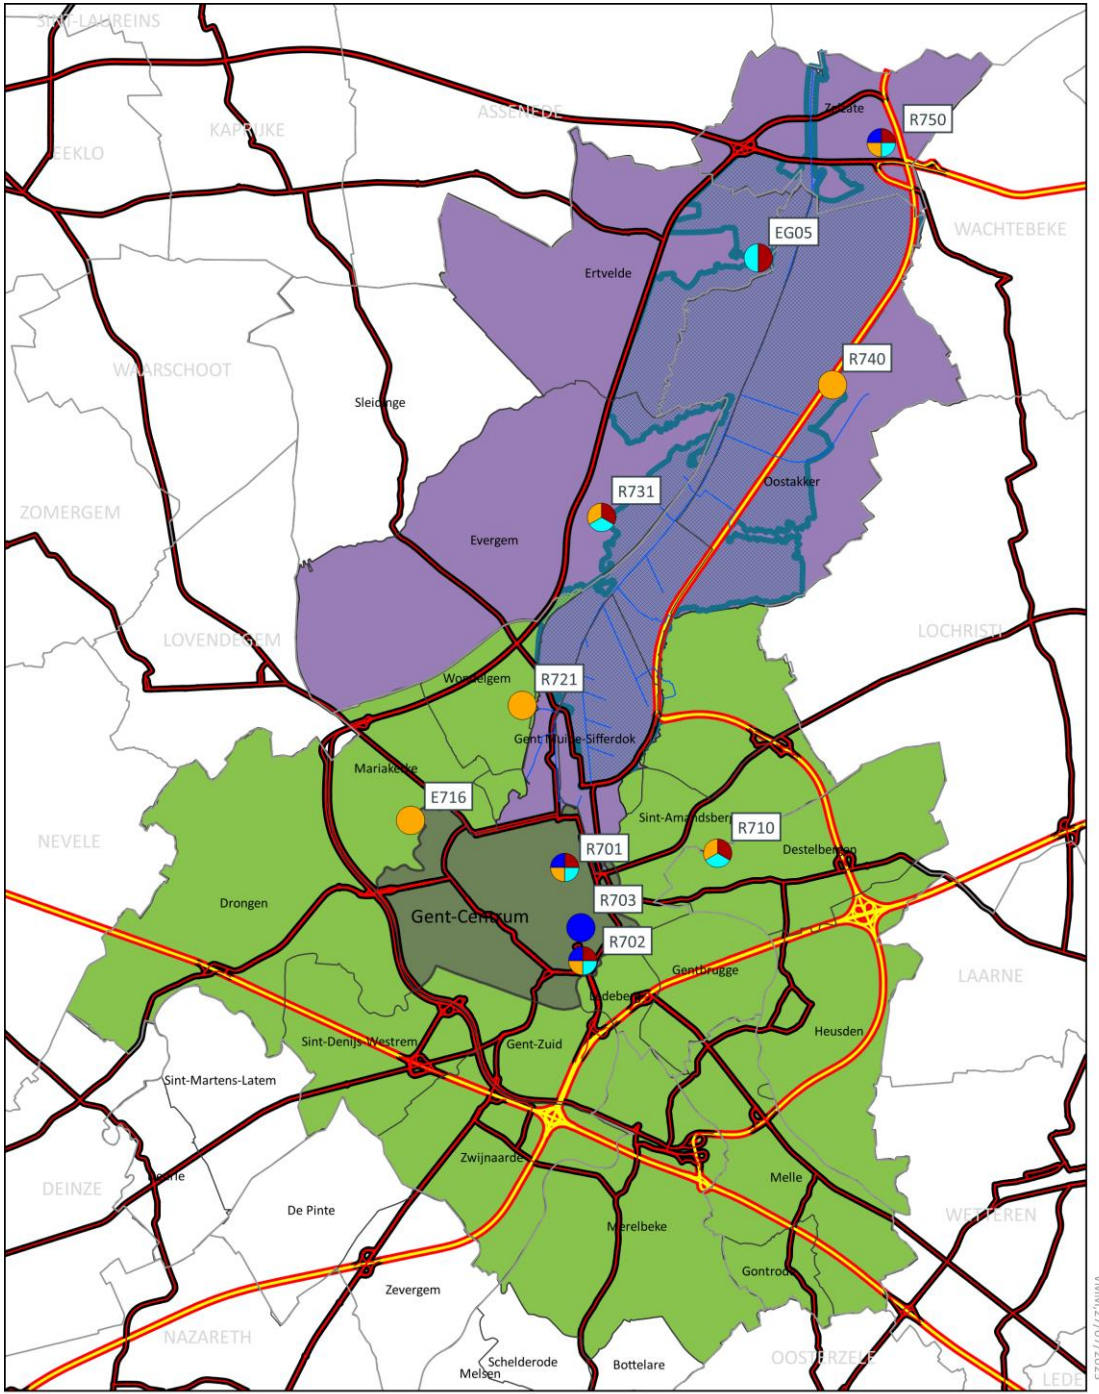 SINT-LAUREINS
ASSENEDE
Zelzate
R750
KAPRIJKE
EEKLO
WACHTEBEKE
EG05
Ertvelde
R740
WAARSCHOOT
Sleidinge
Oostakker
R731
ZOMERGEM
Evergem
LOVENDEGEM
LOCHRISTI
Wondelgem
R721
Gent Muide-Sifferdok
Mariakerke
E716
Sint-Amandsberg
R710
NEVELE
R701
Destelbergen
Drongen
R703
Gent-Centrum
R702
Gentbrugge
LAARNE
Ledeberg
Heusden
Sint-Denijs-Westrem
Gent-Zuid
Sint-Martens-Latem
Zwijnaarde
Melle
DEINZE
De Pinte
WETTEREN
Merelbeke
Gontrode
Zevergem
NAZARETH
Schelderode
Bottelare
OOSTERZELE
Melsen
LEDE